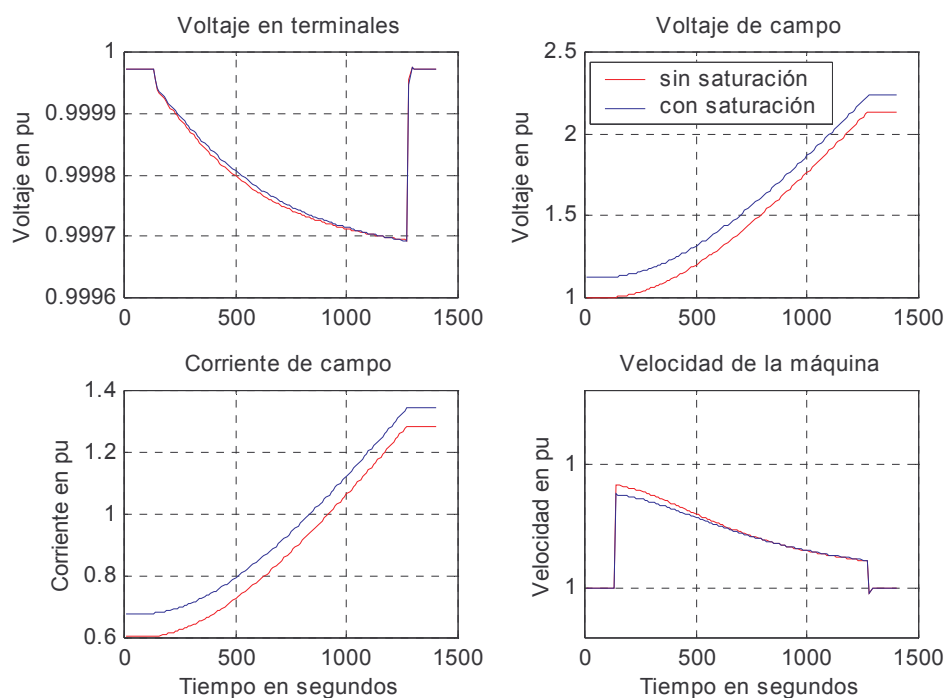 Voltaje en terminales
Voltaje en pu
1
0.9999
0.9998
0.9997
0.9996
0 500 1000 1500
Voltaje de campo
Voltaje en pu
2.5
2
1.5
1
0 500 1000 1500
sin saturación
con saturación
Corriente de campo
Corriente en pu
1.4
1.2
1
0.8
0.6
0 500 1000 1500
Tiempo en segundos
Velocidad de la máquina
Velocidad en pu
1
1
0 500 1000 1500
Tiempo en segundos